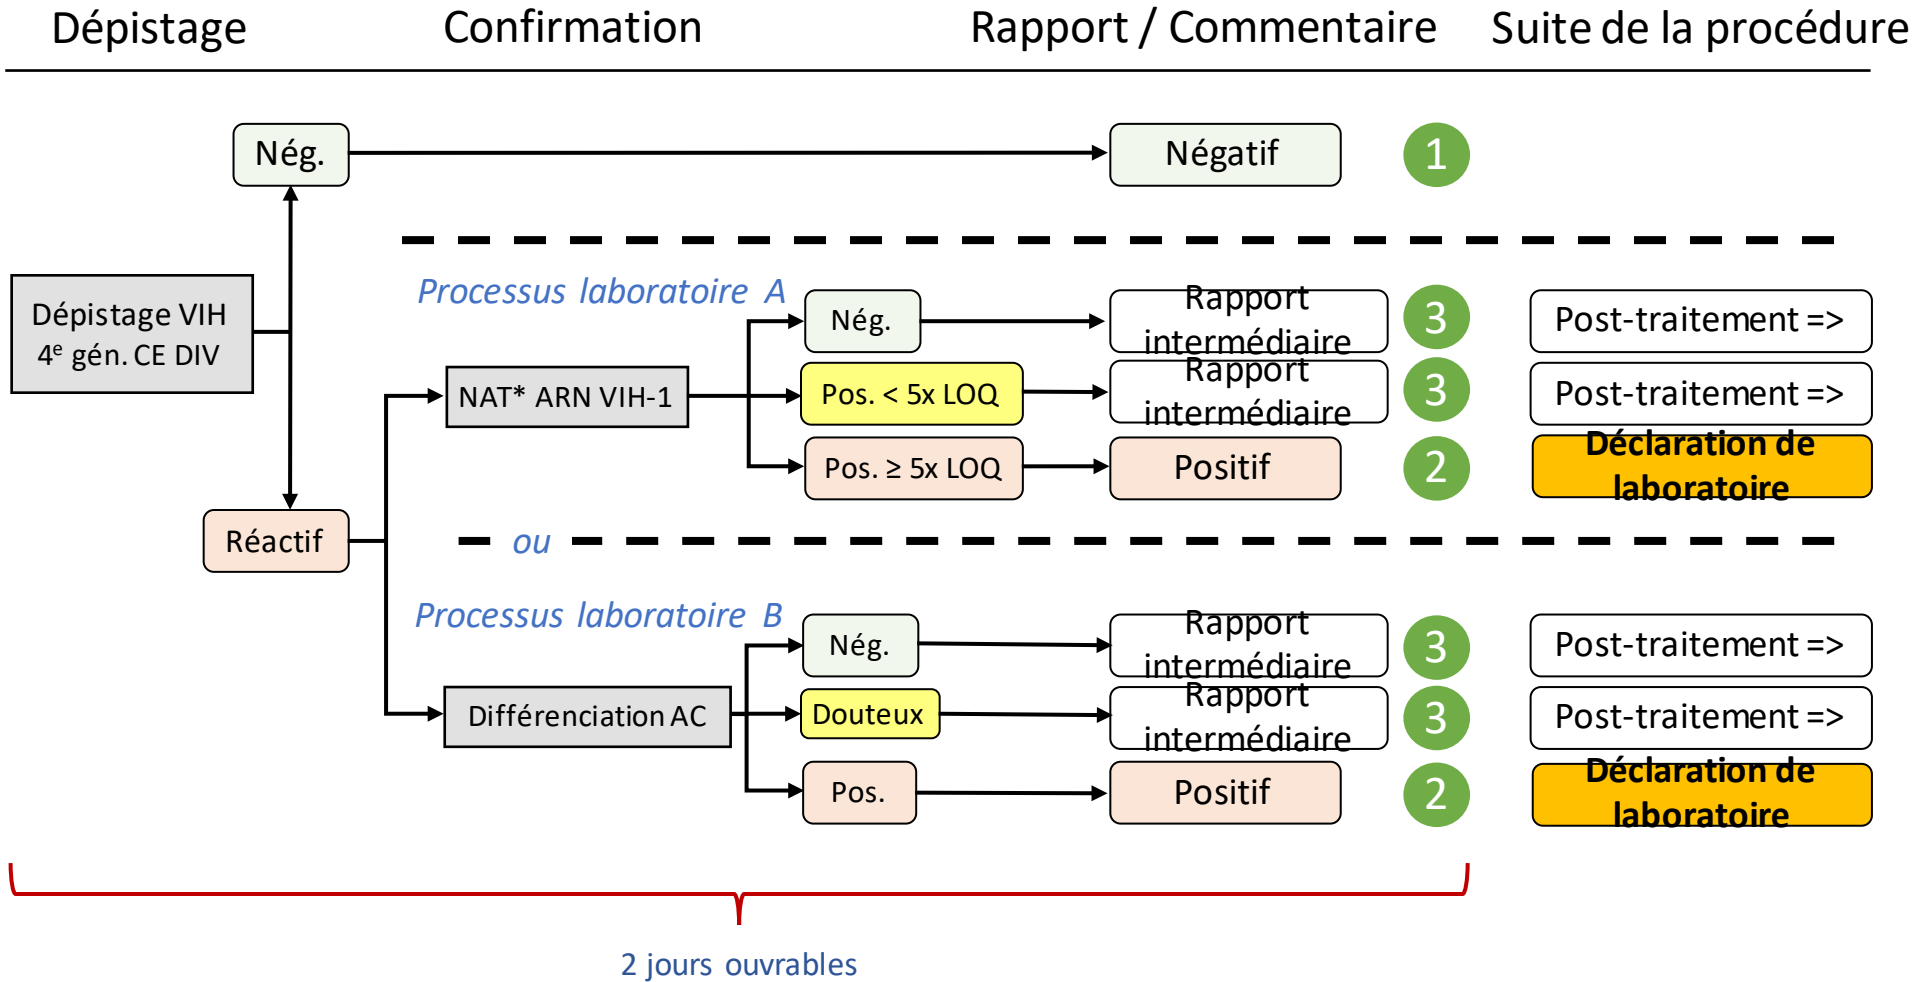 Dépistage
Confirmation
Rapport / Commentaire
Suite de la procédure
Nég.
Négatif
1
Dépistage VIH
4e gén. CE DIV
Réactif
Processus laboratoire A
NAT* ARN VIH-1
Nég.
Rapport
intermédiaire
3
Post-traitement =>
Pos. < 5x LOQ
Rapport
intermédiaire
3
Post-traitement =>
Pos. ≥ 5x LOQ
Positif
2
Déclaration de
laboratoire
ou
Processus laboratoire B
Différenciation AC
Nég.
Rapport
intermédiaire
3
Post-traitement =>
Douteux
Rapport
intermédiaire
3
Post-traitement =>
Pos.
Positif
2
Déclaration de
laboratoire
2 jours ouvrables